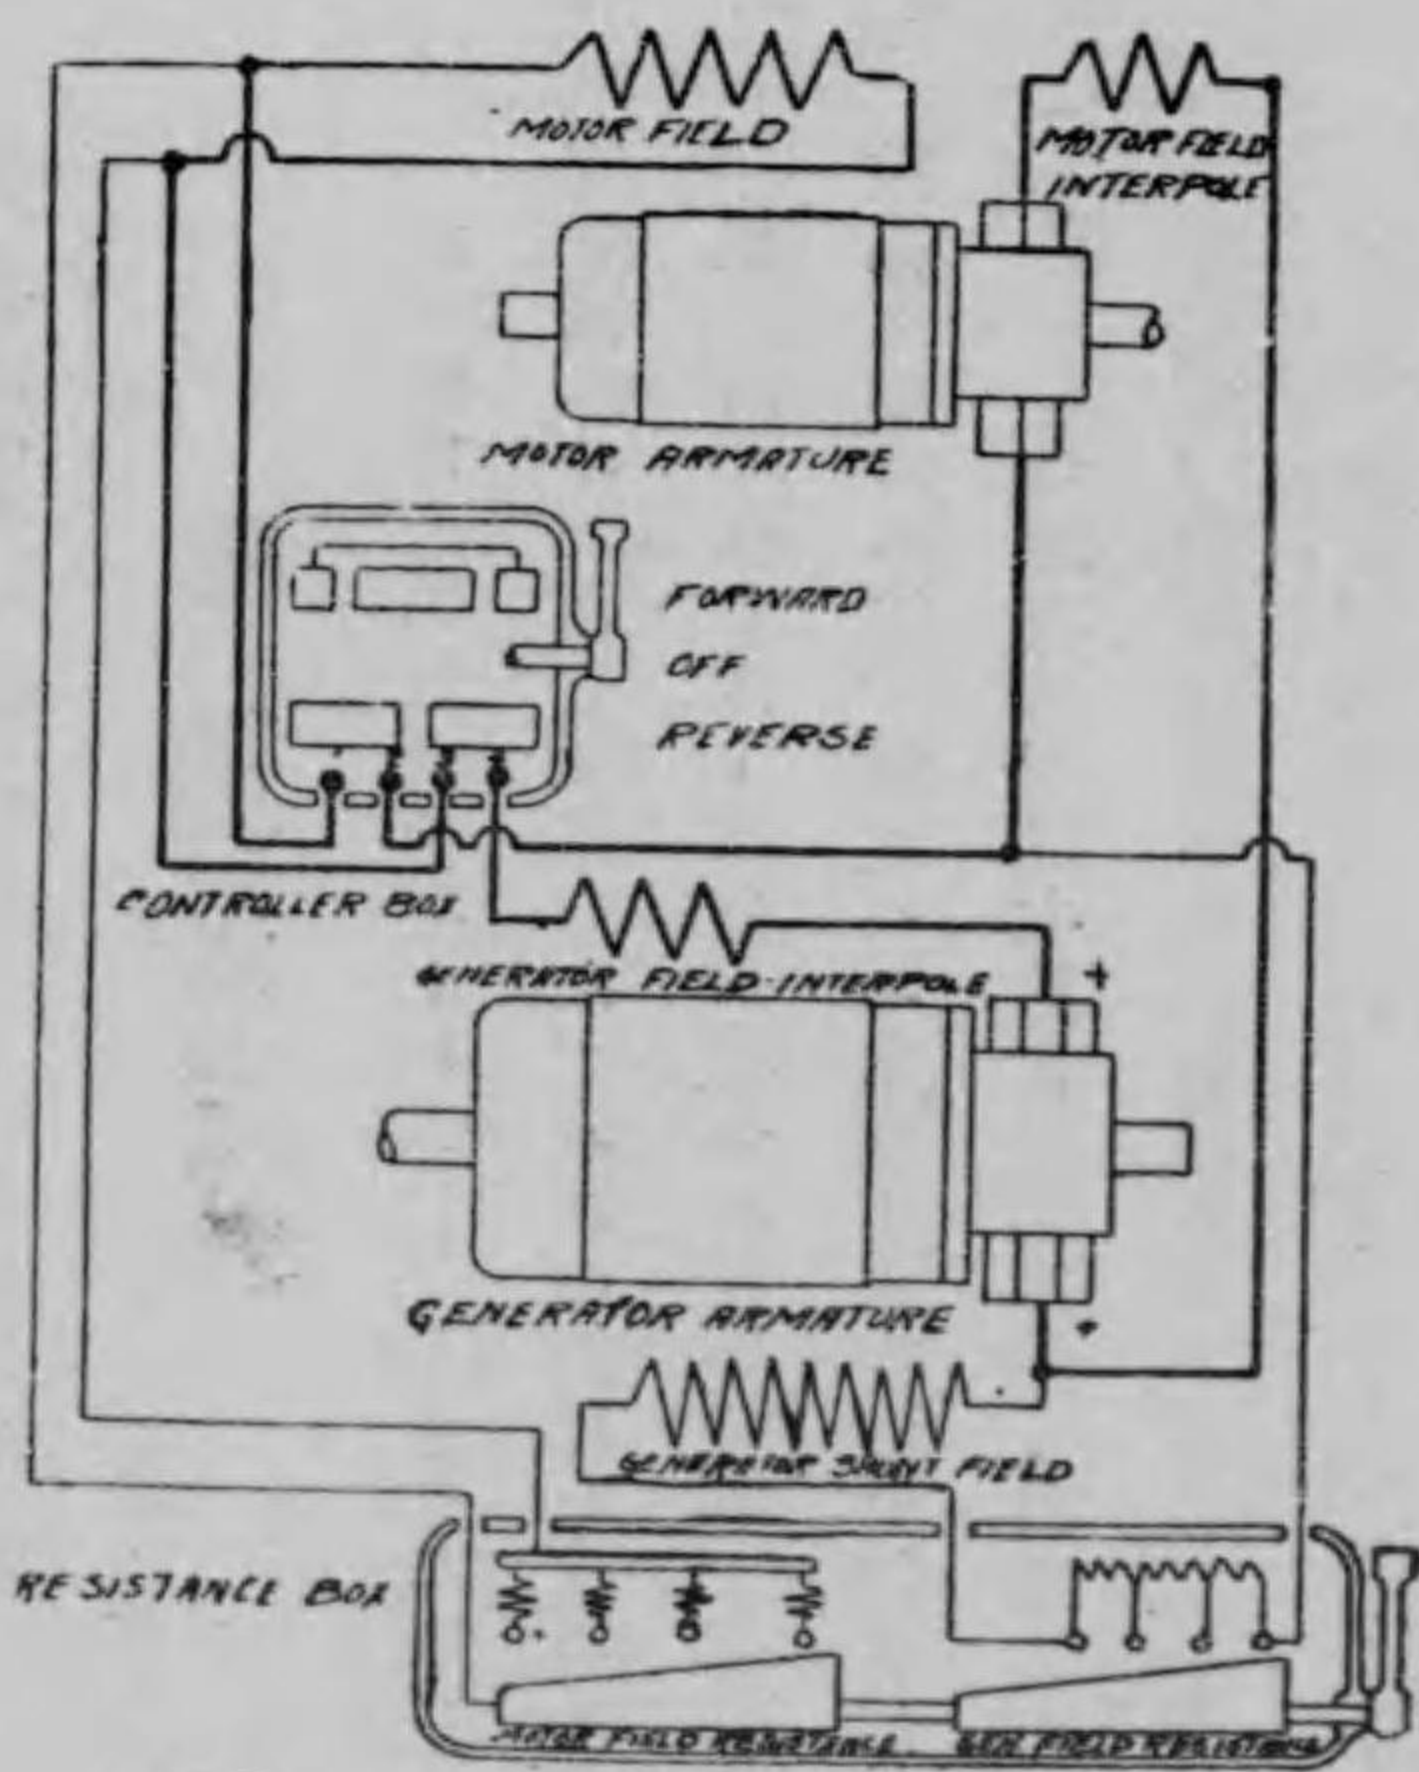 MOTOR FIELD
MOTOR FIELD
INTERPOLE
MOTOR ARMATURE
FORWARD
OFF
REVERSE
CONTROLLER BOX
GENERATOR FIELD INTERPOLE
+
GENERATOR ARMATURE
GENERATOR SHUNT FIELD
RESISTANCE BOX
MOTOR FIELD RESISTANCE
GEN FIELD RESISTANCE